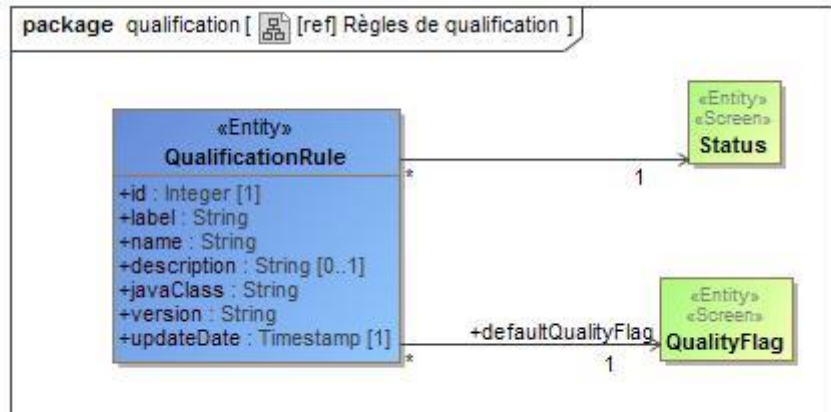 package qualification [ [ref] Règles de qualification ]
«Entity»
QualificationRule
+id : Integer [1]
+label : String
+name : String
+description : String [0..1]
+javaClass : String
+version : String
+updateDate : Timestamp [1]
*
1
«Entity»
«Screen»
Status
*
+defaultQualityFlag
1
«Entity»
«Screen»
QualityFlag